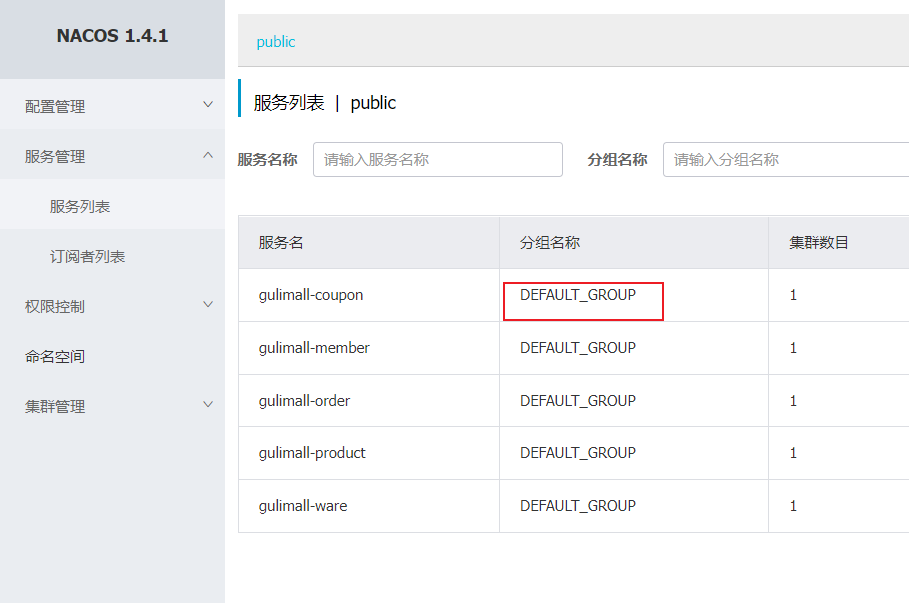 NACOS 1.4.1
配置管理
服务管理
服务列表
订阅者列表
权限控制
命名空间
集群管理
public
服务列表 | public
服务名称 请输入服务名称 分组名称 请输入分组名称
服务名 分组名称 集群数目
gulimall-coupon DEFAULT_GROUP 1
gulimall-member DEFAULT_GROUP 1
gulimall-order DEFAULT_GROUP 1
gulimall-product DEFAULT_GROUP 1
gulimall-ware DEFAULT_GROUP 1